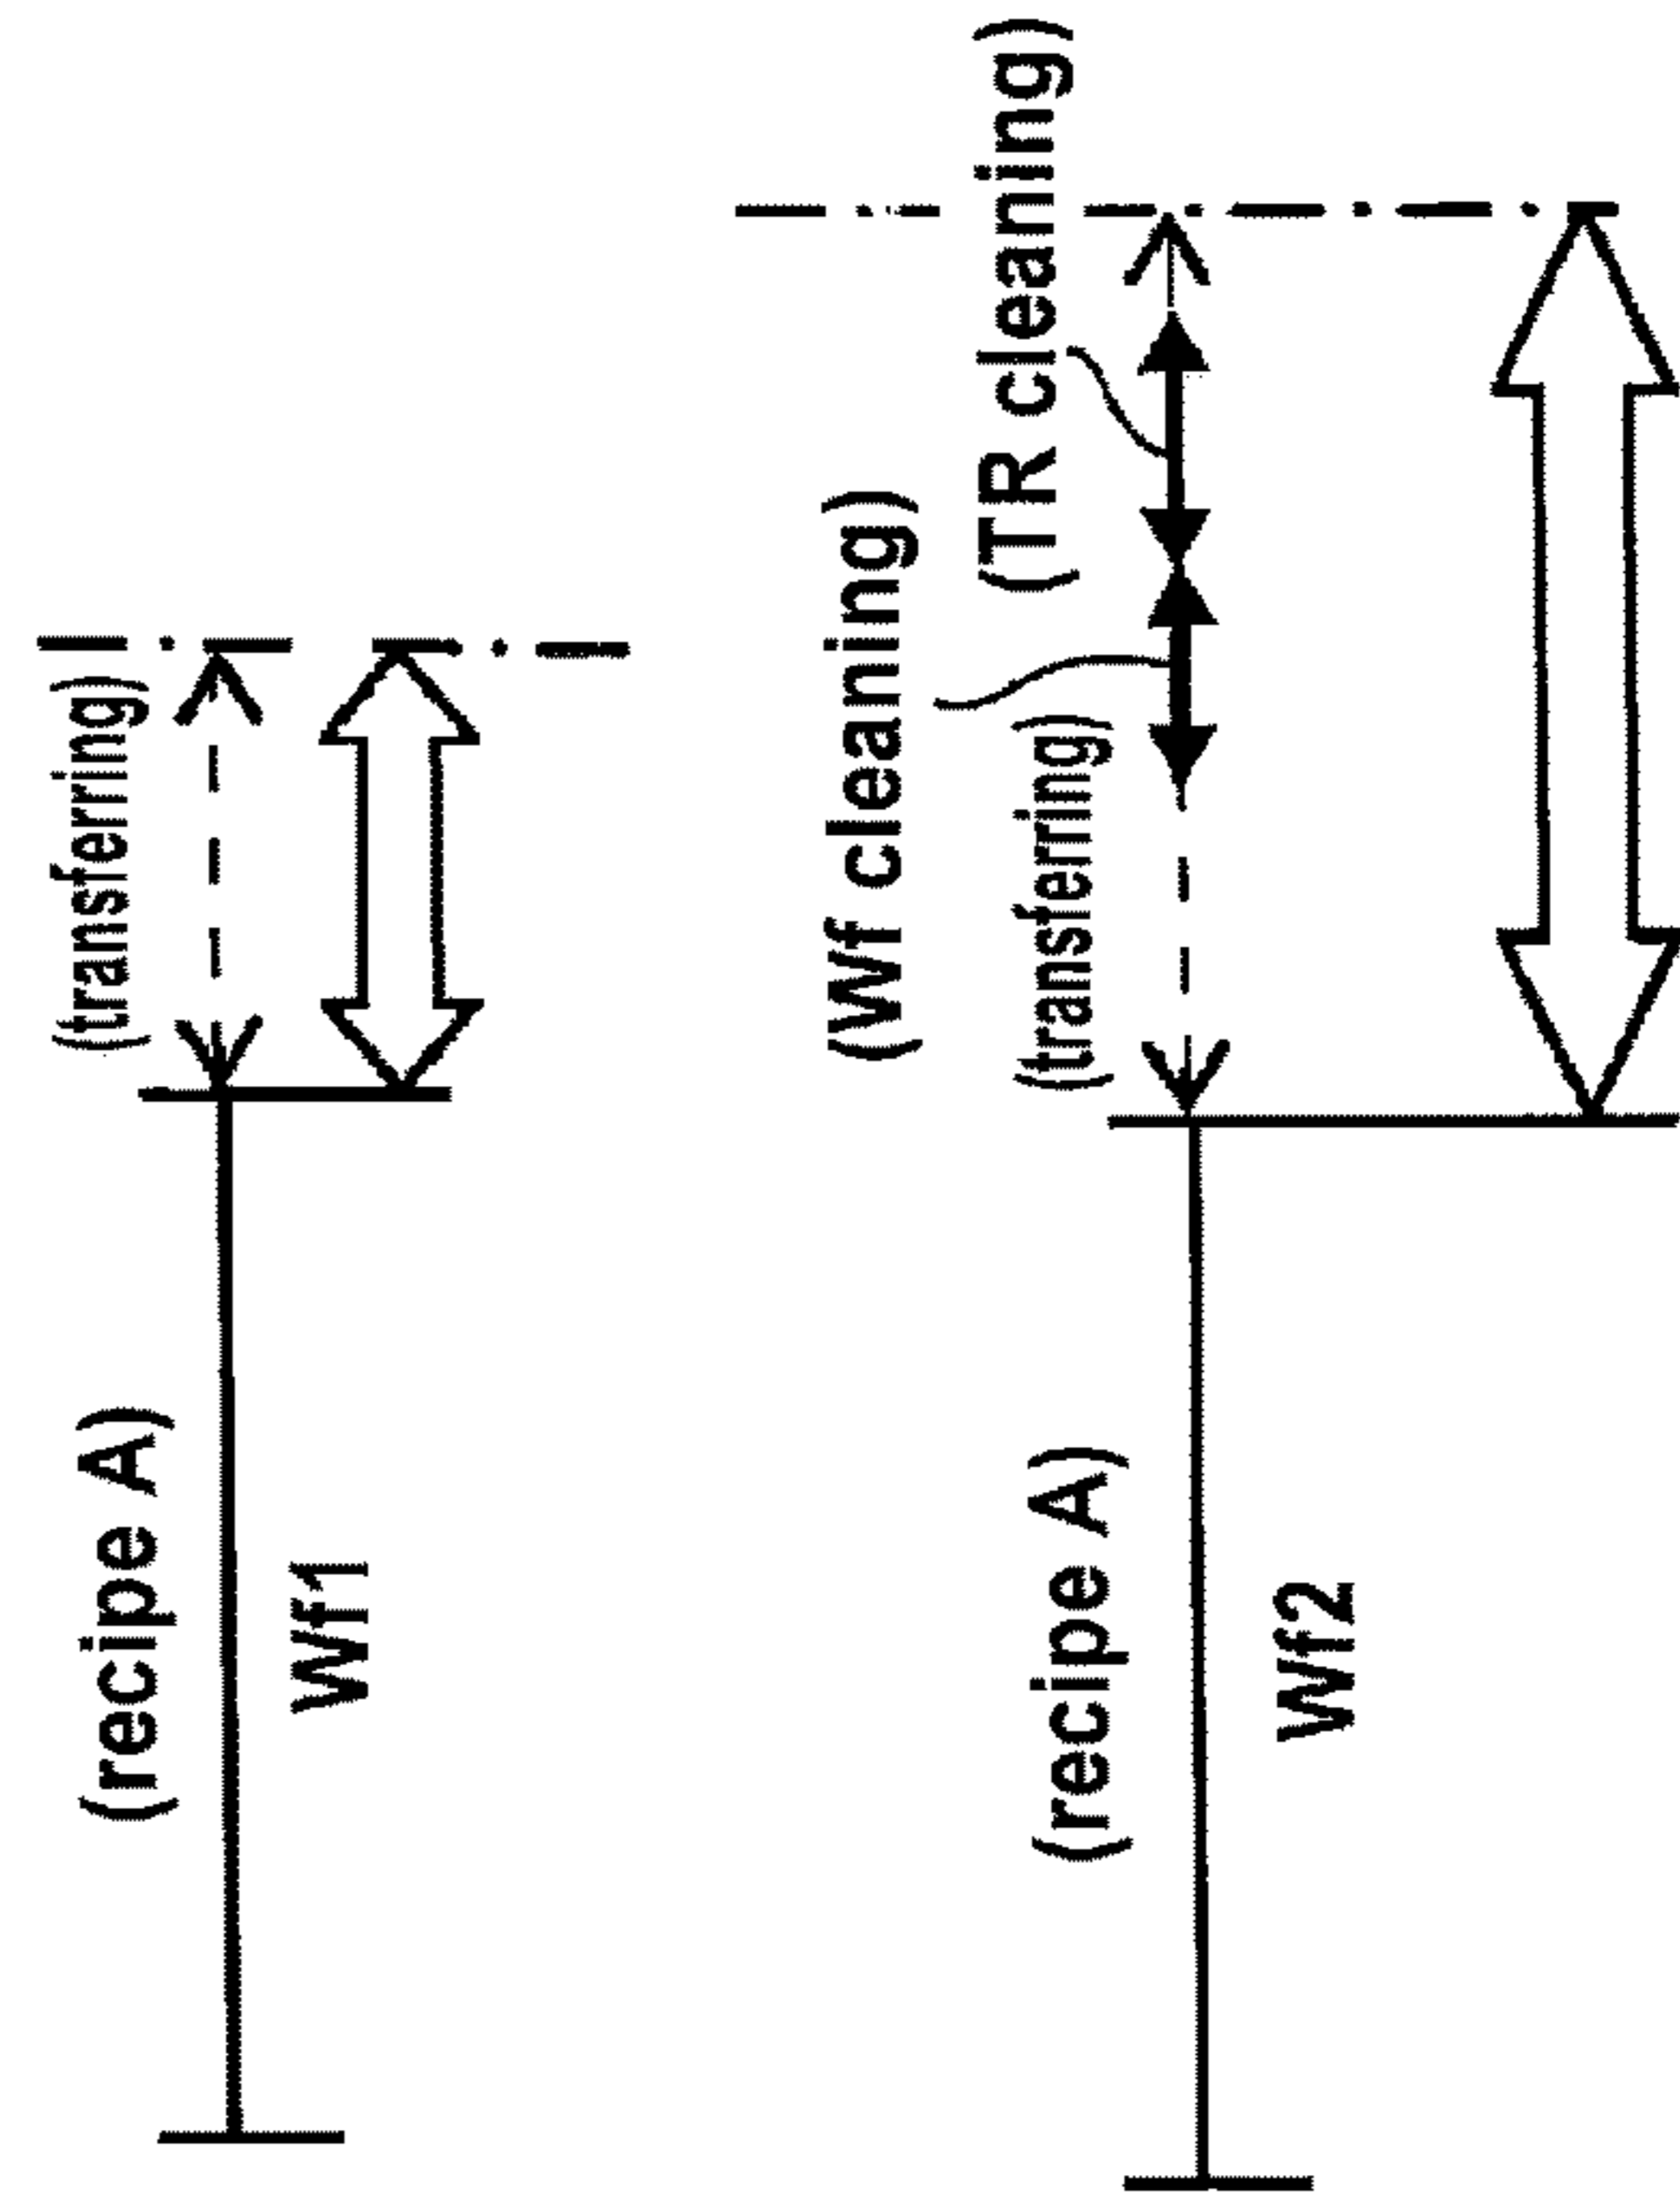 (transferring)
(recipe A)
Wf1
(Wf cleaning)
(TR cleaning)
(transferring)
(recipe A)
Wf2